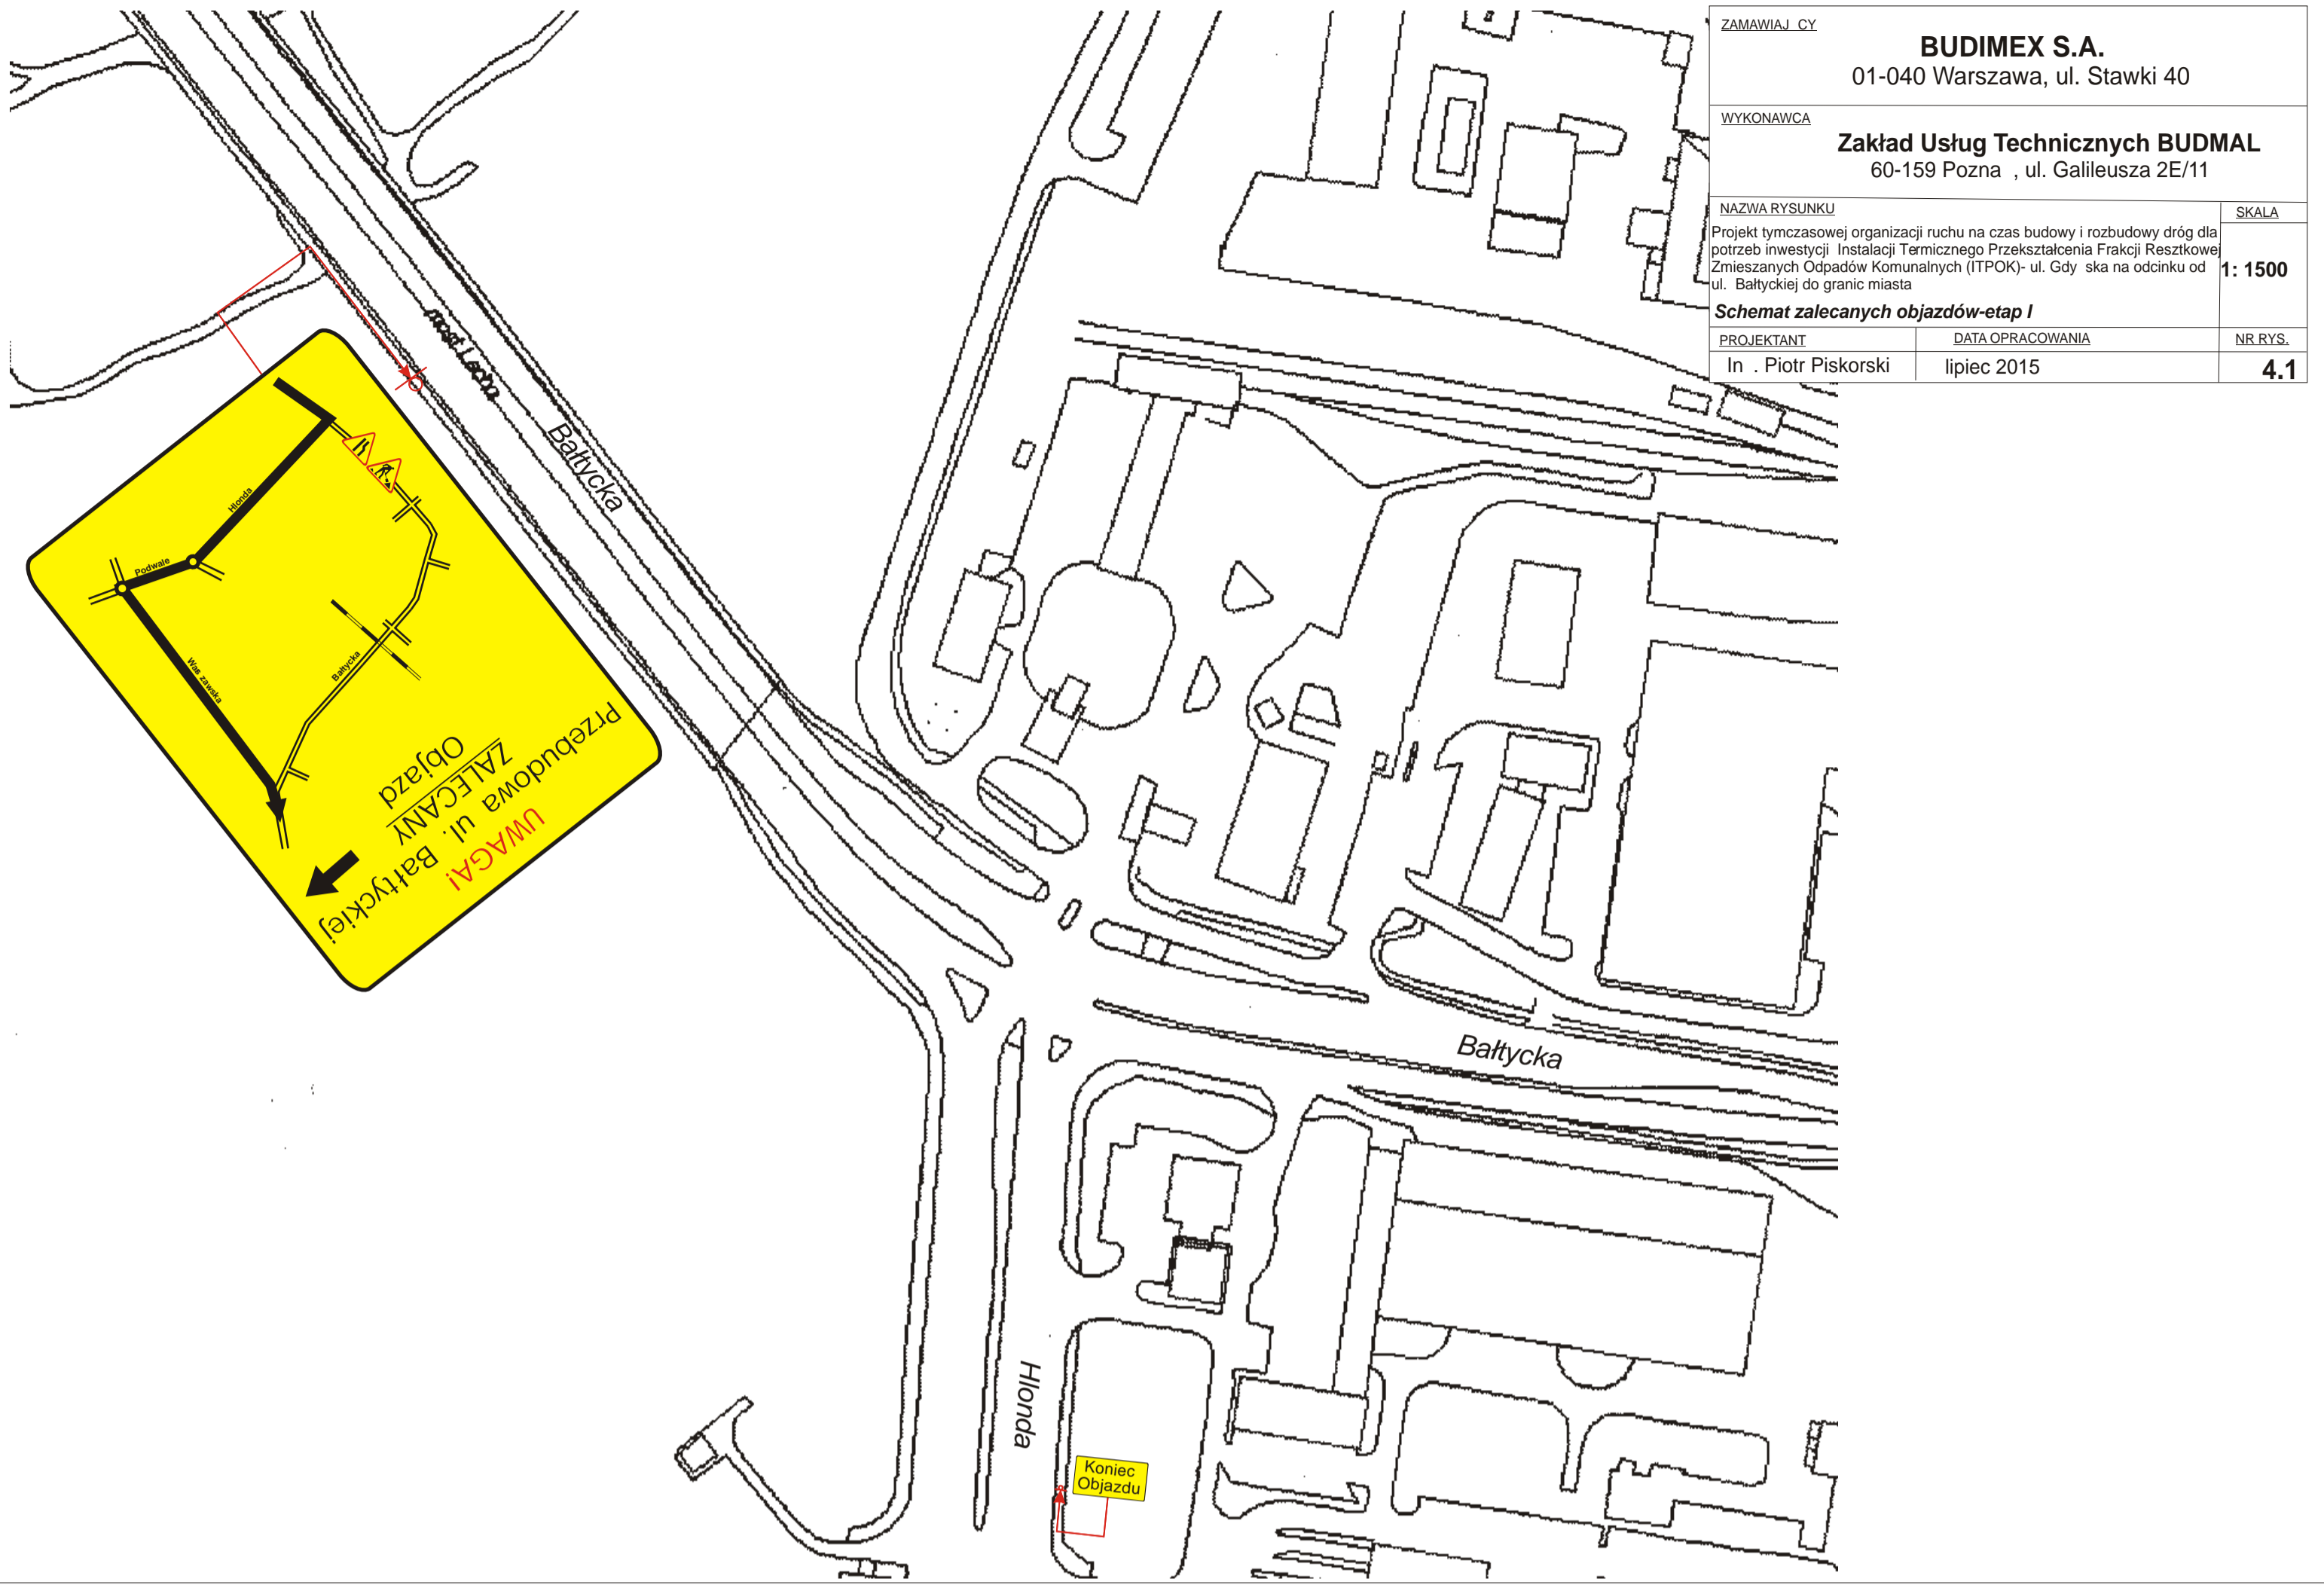 ZAMAWIAJ CY
BUDIMEX S.A.
01-040 Warszawa, ul. Stawki 40
WYKONAWCA
Zakład Usług Technicznych BUDMAL
60-159 Pozna , ul. Galileusza 2E/11
NAZWA RYSUNKU
SKALA
Projekt tymczasowej organizacji ruchu na czas budowy i rozbudowy dróg dla
potrzeb inwestycji Instalacji Termicznego Przekształcenia Frakcji Resztkowej
Zmieszanych Odpadów Komunalnych (ITPOK)- ul. Gdy ska na odcinku od
ul. Bałtyckiej do granic miasta
1: 1500
Schemat zalecanych objazdów-etap I
PROJEKTANT
DATA OPRACOWANIA
NR RYS.
In . Piotr Piskorski
lipiec 2015
4.1
most Lecha
Bałtycka
UWAGA!
Przebudowa ul. Bałtyckiej
ZALECANY
Objazd
Hlonda
Podwale
Was zawska
Bałtycka
Bałtycka
Hlonda
Koniec
Objazdu